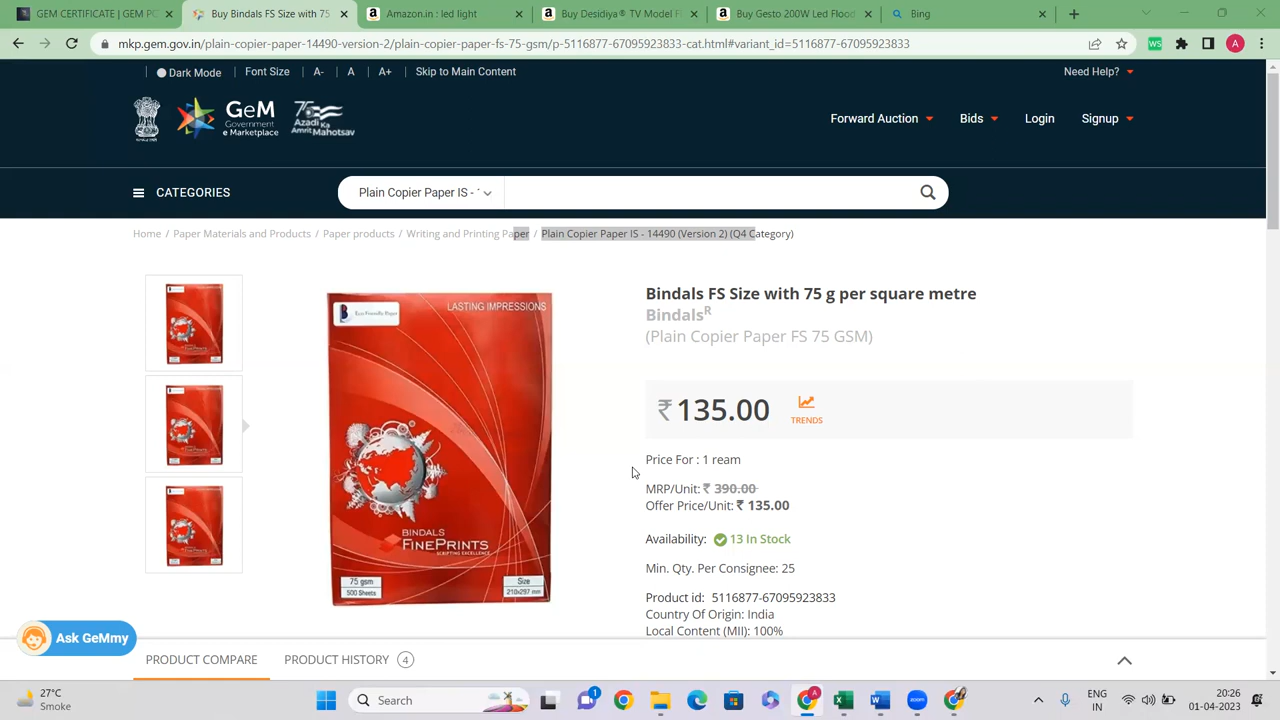 GEM CERTIFICATE | GEM PC
Buy Bindals FS Size with 75
Amazon.in : led light
Buy Desidiya® TV Model F
Buy Gesto 200W Led Flood
Bing
mkp.gem.gov.in/plain-copier-paper-14490-version-2/plain-copier-paper-fs-75-gsm/p-5116877-67095923833-cat.html#variant_id=5116877-67095923833
WS
A
Dark Mode Font Size A- A A+ Skip to Main Content Need Help?
GeM
Government
e Marketplace
75
Azadi Ka
Amrit Mahotsav
Forward Auction Bids Login Signup
CATEGORIES
Plain Copier Paper IS -
Home / Paper Materials and Products / Paper products / Writing and Printing Paper / Plain Copier Paper IS - 14490 (Version 2) (Q4 Category)
Eco Friendly Paper
LASTING IMPRESSIONS
BINDALS
FINEPRINTS
SCRIPTING EXCELLENCE
75 gsm
500 Sheets
Size
210x297 mm
Bindals FS Size with 75 g per square metre
Bindals^R
(Plain Copier Paper FS 75 GSM)
₹ 135.00
TRENDS
Price For : 1 ream
MRP/Unit: ₹ 390.00
Offer Price/Unit: ₹ 135.00
Availability: 13 In Stock
Min. Qty. Per Consignee: 25
Product id: 5116877-67095923833
Country Of Origin: India
Local Content (MII): 100%
Ask GeMmy
PRODUCT COMPARE PRODUCT HISTORY 4
27°C
Smoke
Search
1
zoom
ENG
IN
20:26
01-04-2023